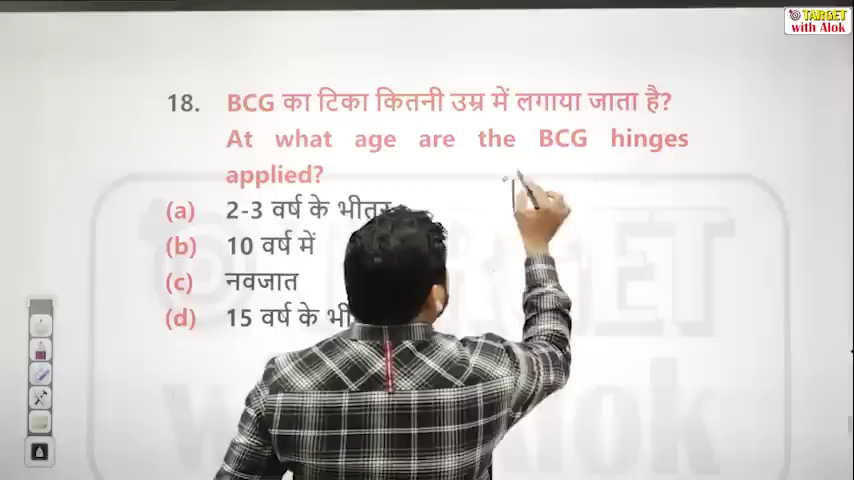 TARGET
with Alok
18. BCG का टिका कितनी उम्र में लगाया जाता है?
At what age are the BCG hinges
applied?
(a) 2-3 वर्ष के भीतर
(b) 10 वर्ष में
(c) नवजात
(d) 15 वर्ष के